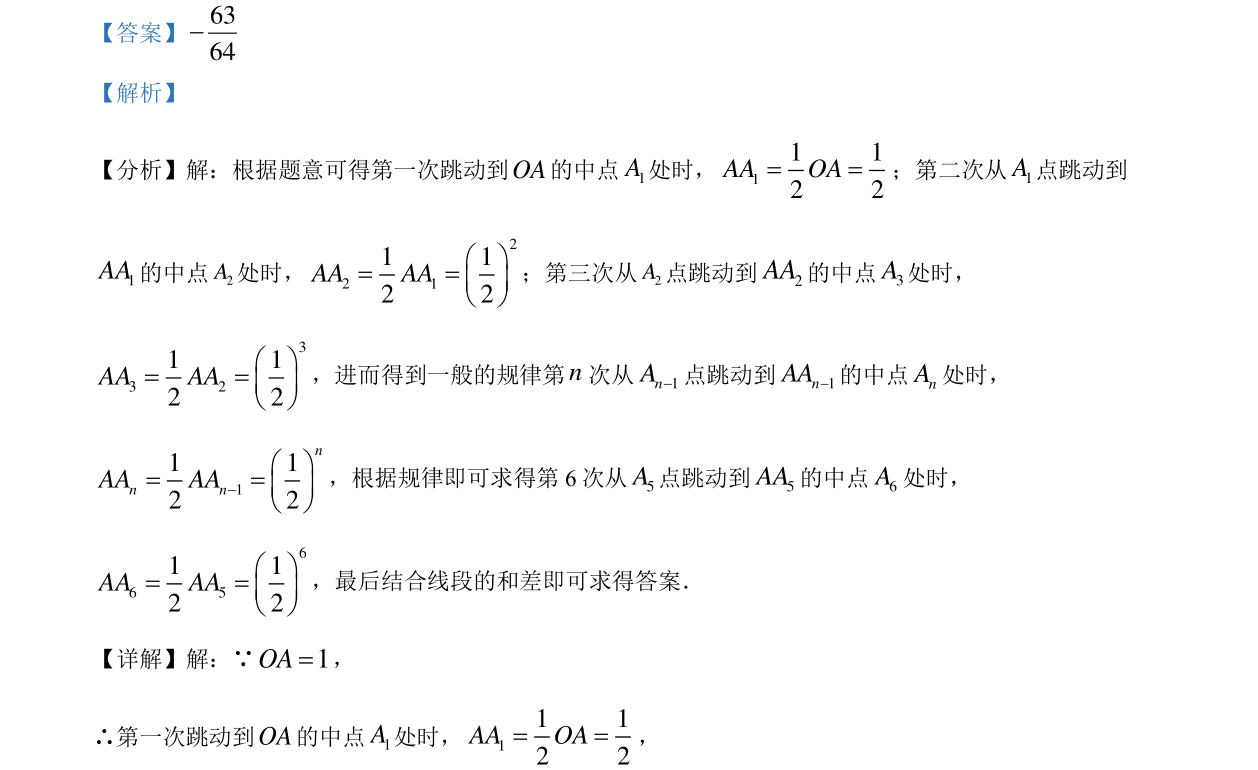 【答案】$-\frac{63}{64}$
【解析】
【分析】解：根据题意可得第一次跳动到$OA$的中点$A_1$处时，$AA_1=\frac{1}{2}OA=\frac{1}{2}$；第二次从$A_1$点跳动到
$AA_1$的中点$A_2$处时，$AA_2=\frac{1}{2}AA_1=\left(\frac{1}{2}\right)^2$；第三次从$A_2$点跳动到$AA_2$的中点$A_3$处时，
$AA_3=\frac{1}{2}AA_2=\left(\frac{1}{2}\right)^3$，进而得到一般的规律第$n$次从$A_{n-1}$点跳动到$AA_{n-1}$的中点$A_n$处时，
$AA_n=\frac{1}{2}AA_{n-1}=\left(\frac{1}{2}\right)^n$，根据规律即可求得第6次从$A_5$点跳动到$AA_5$的中点$A_6$处时，
$AA_6=\frac{1}{2}AA_5=\left(\frac{1}{2}\right)^6$，最后结合线段的和差即可求得答案．
【详解】解：∵$OA=1$，
∴第一次跳动到$OA$的中点$A_1$处时，$AA_1=\frac{1}{2}OA=\frac{1}{2}$，